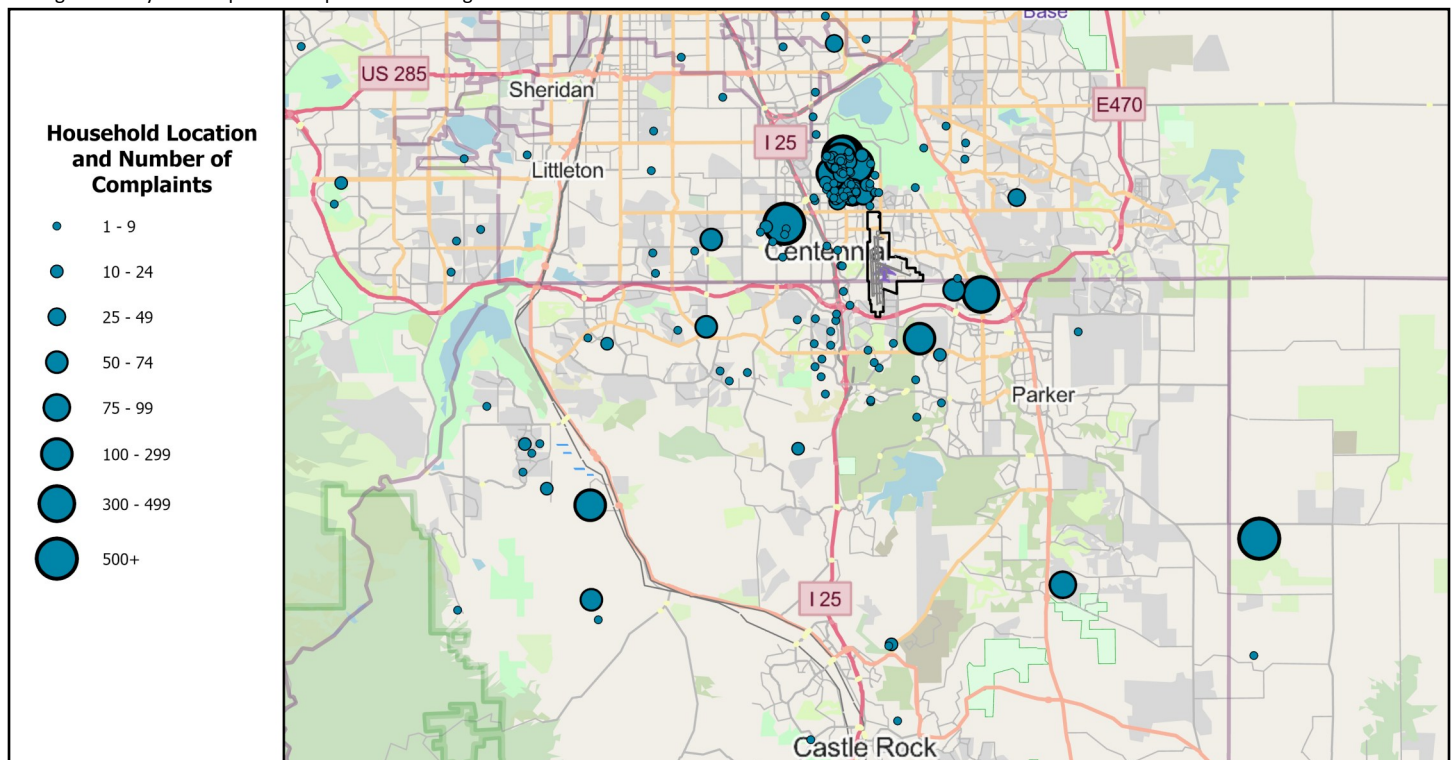 Household Location
and Number of
Complaints
1 - 9
10 - 24
25 - 49
50 - 74
75 - 99
100 - 299
300 - 499
500+
Base
US 285
Sheridan
E470
I 25
Littleton
Centennial
Parker
I 25
Castle Rock